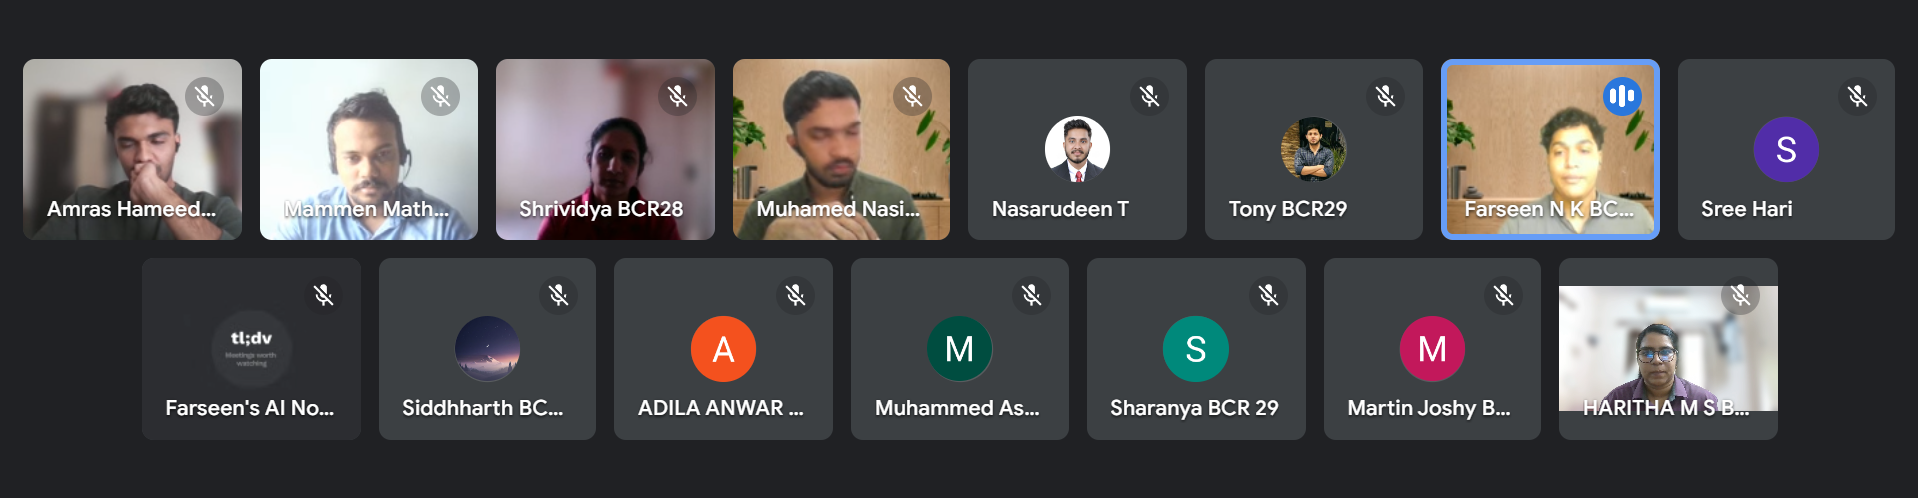 Amras Hameed...
Mammen Math...
Shrividya BCR28
Muhamed Nasi...
Nasarudeen T
Tony BCR29
Farseen N K BC...
S
Sree Hari
tl;dv
Meetings worth
watching
Farseen's AI No...
Siddhharth BC...
A
ADILA ANWAR ...
M
Muhammed As...
S
Sharanya BCR 29
M
Martin Joshy B...
HARITHA M S B...